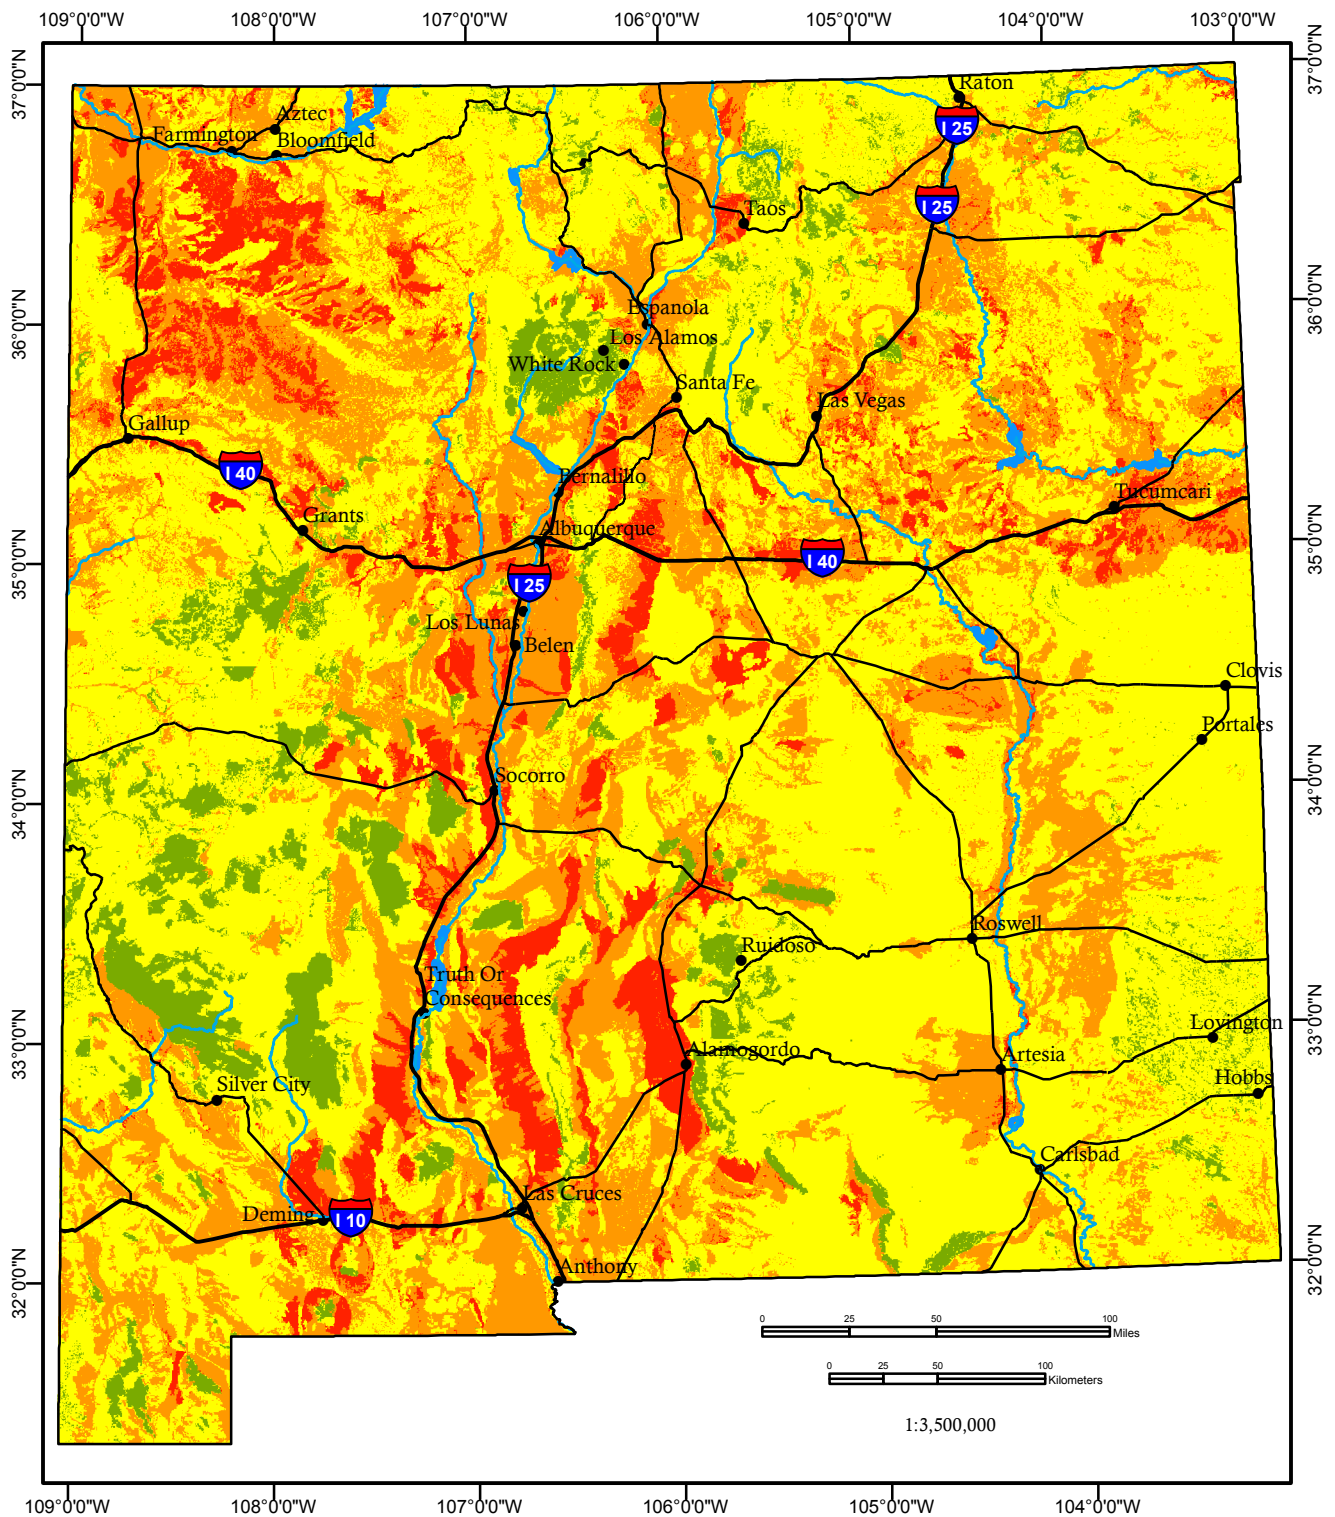 109°0'0"W 108°0'0"W 107°0'0"W 106°0'0"W 105°0'0"W 104°0'0"W 103°0'0"W
37°0'0"N
37°0'0"N
Raton
I 25
Aztec
Farmington
Bloomfield
I 25
Taos
36°0'0"N
36°0'0"N
Espanola
Los Alamos
White Rock
Santa Fe
Las Vegas
Gallup
I 40
Bernalillo
Tucumcari
Grants
Albuquerque
35°0'0"N
35°0'0"N
I 40
I 25
Los Lunas
Belen
Clovis
Portales
34°0'0"N
34°0'0"N
Socorro
Roswell
Ruidoso
Truth Or
Consequences
33°0'0"N
33°0'0"N
Lovington
Alamogordo
Artesia
Hobbs
Silver City
Carlsbad
Las Cruces
Deming
I 10
32°0'0"N
32°0'0"N
Anthony
0 25 50 100
Miles
0 25 50 100
Kilometers
1:3,500,000
109°0'0"W 108°0'0"W 107°0'0"W 106°0'0"W 105°0'0"W 104°0'0"W